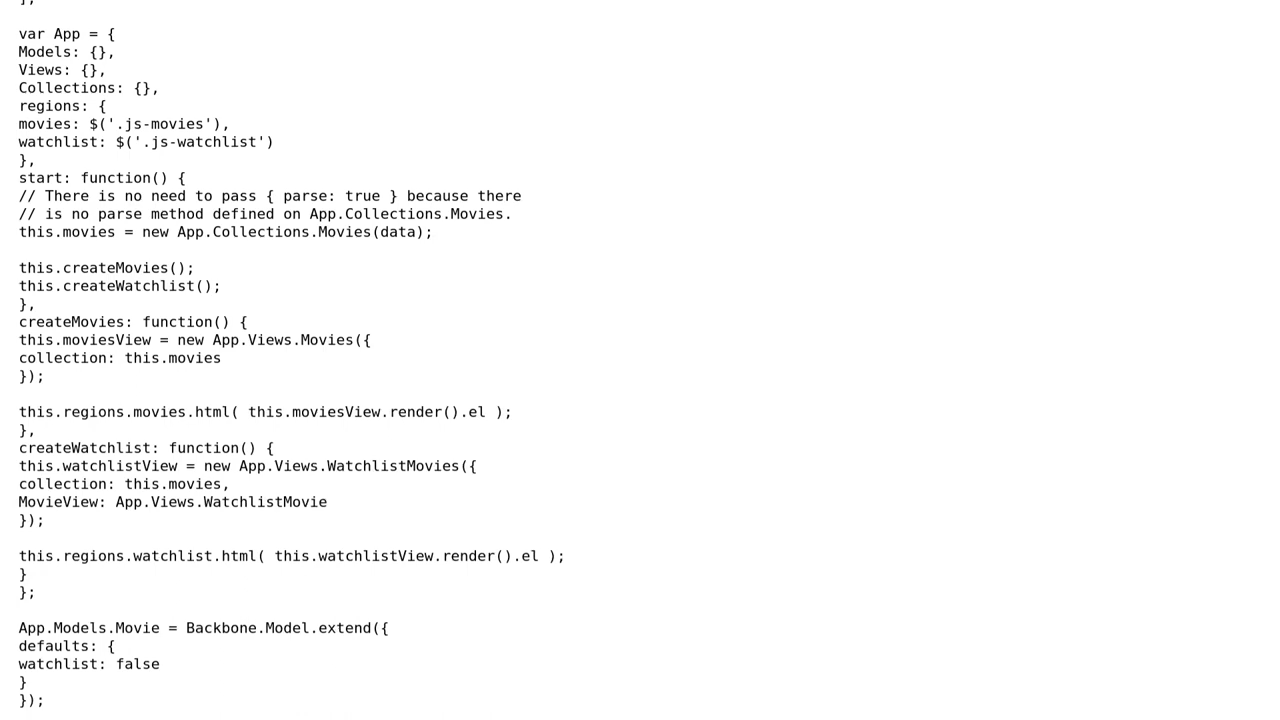 ];
var App = {
Models: {},
Views: {},
Collections: {},
regions: {
movies: $('.js-movies'),
watchlist: $('.js-watchlist')
},
start: function() {
// There is no need to pass { parse: true } because there
// is no parse method defined on App.Collections.Movies.
this.movies = new App.Collections.Movies(data);
this.createMovies();
this.createWatchlist();
},
createMovies: function() {
this.moviesView = new App.Views.Movies({
collection: this.movies
});
this.regions.movies.html( this.moviesView.render().el );
},
createWatchlist: function() {
this.watchlistView = new App.Views.WatchlistMovies({
collection: this.movies,
MovieView: App.Views.WatchlistMovie
});
this.regions.watchlist.html( this.watchlistView.render().el );
}
};
App.Models.Movie = Backbone.Model.extend({
defaults: {
watchlist: false
}
});